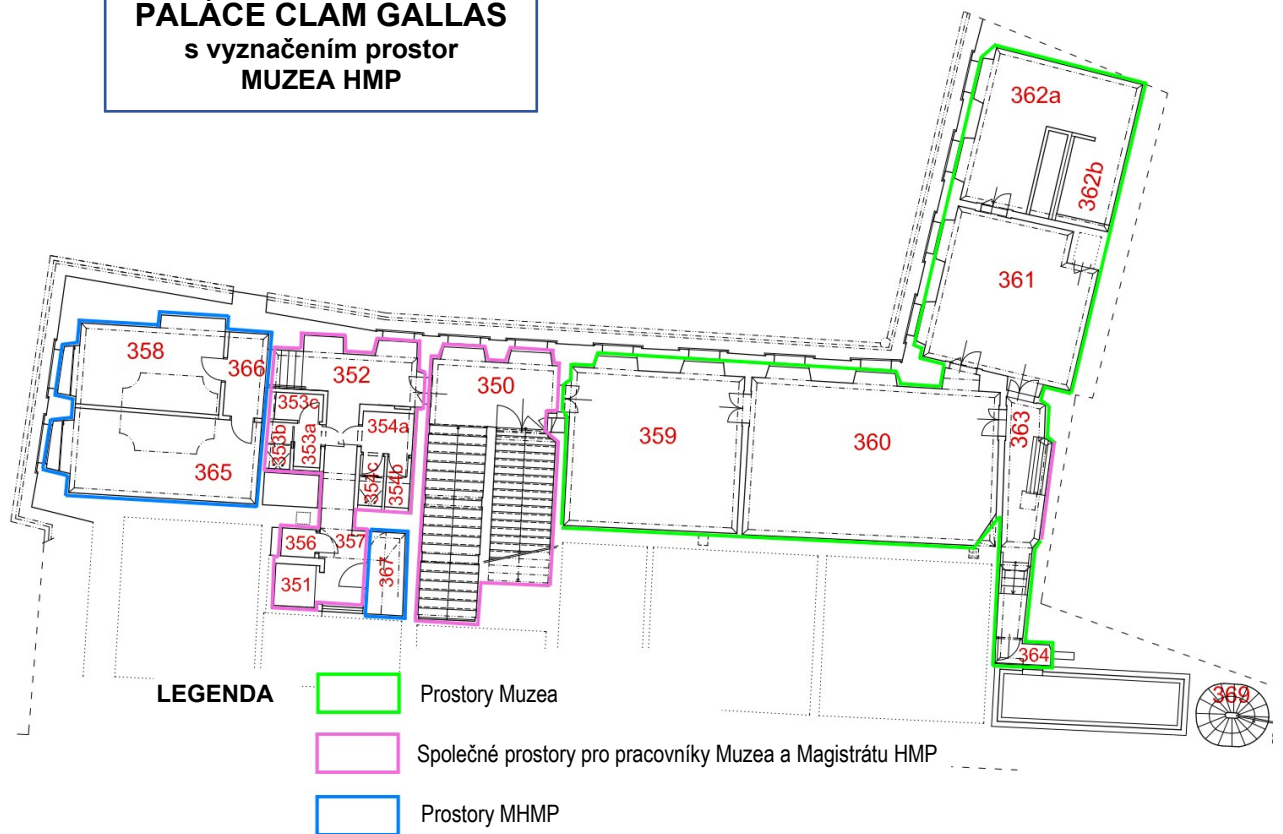 PALÁCE CLAM GALLAS
s vyznačením prostor
MUZEA HMP
362a
362b
361
358
366
352
350
353c
354a
353b
353a
359
360
363
365
354c
354b
356
357
367
351
364
369
LEGENDA
Prostory Muzea
Společné prostory pro pracovníky Muzea a Magistrátu HMP
Prostory MHMP